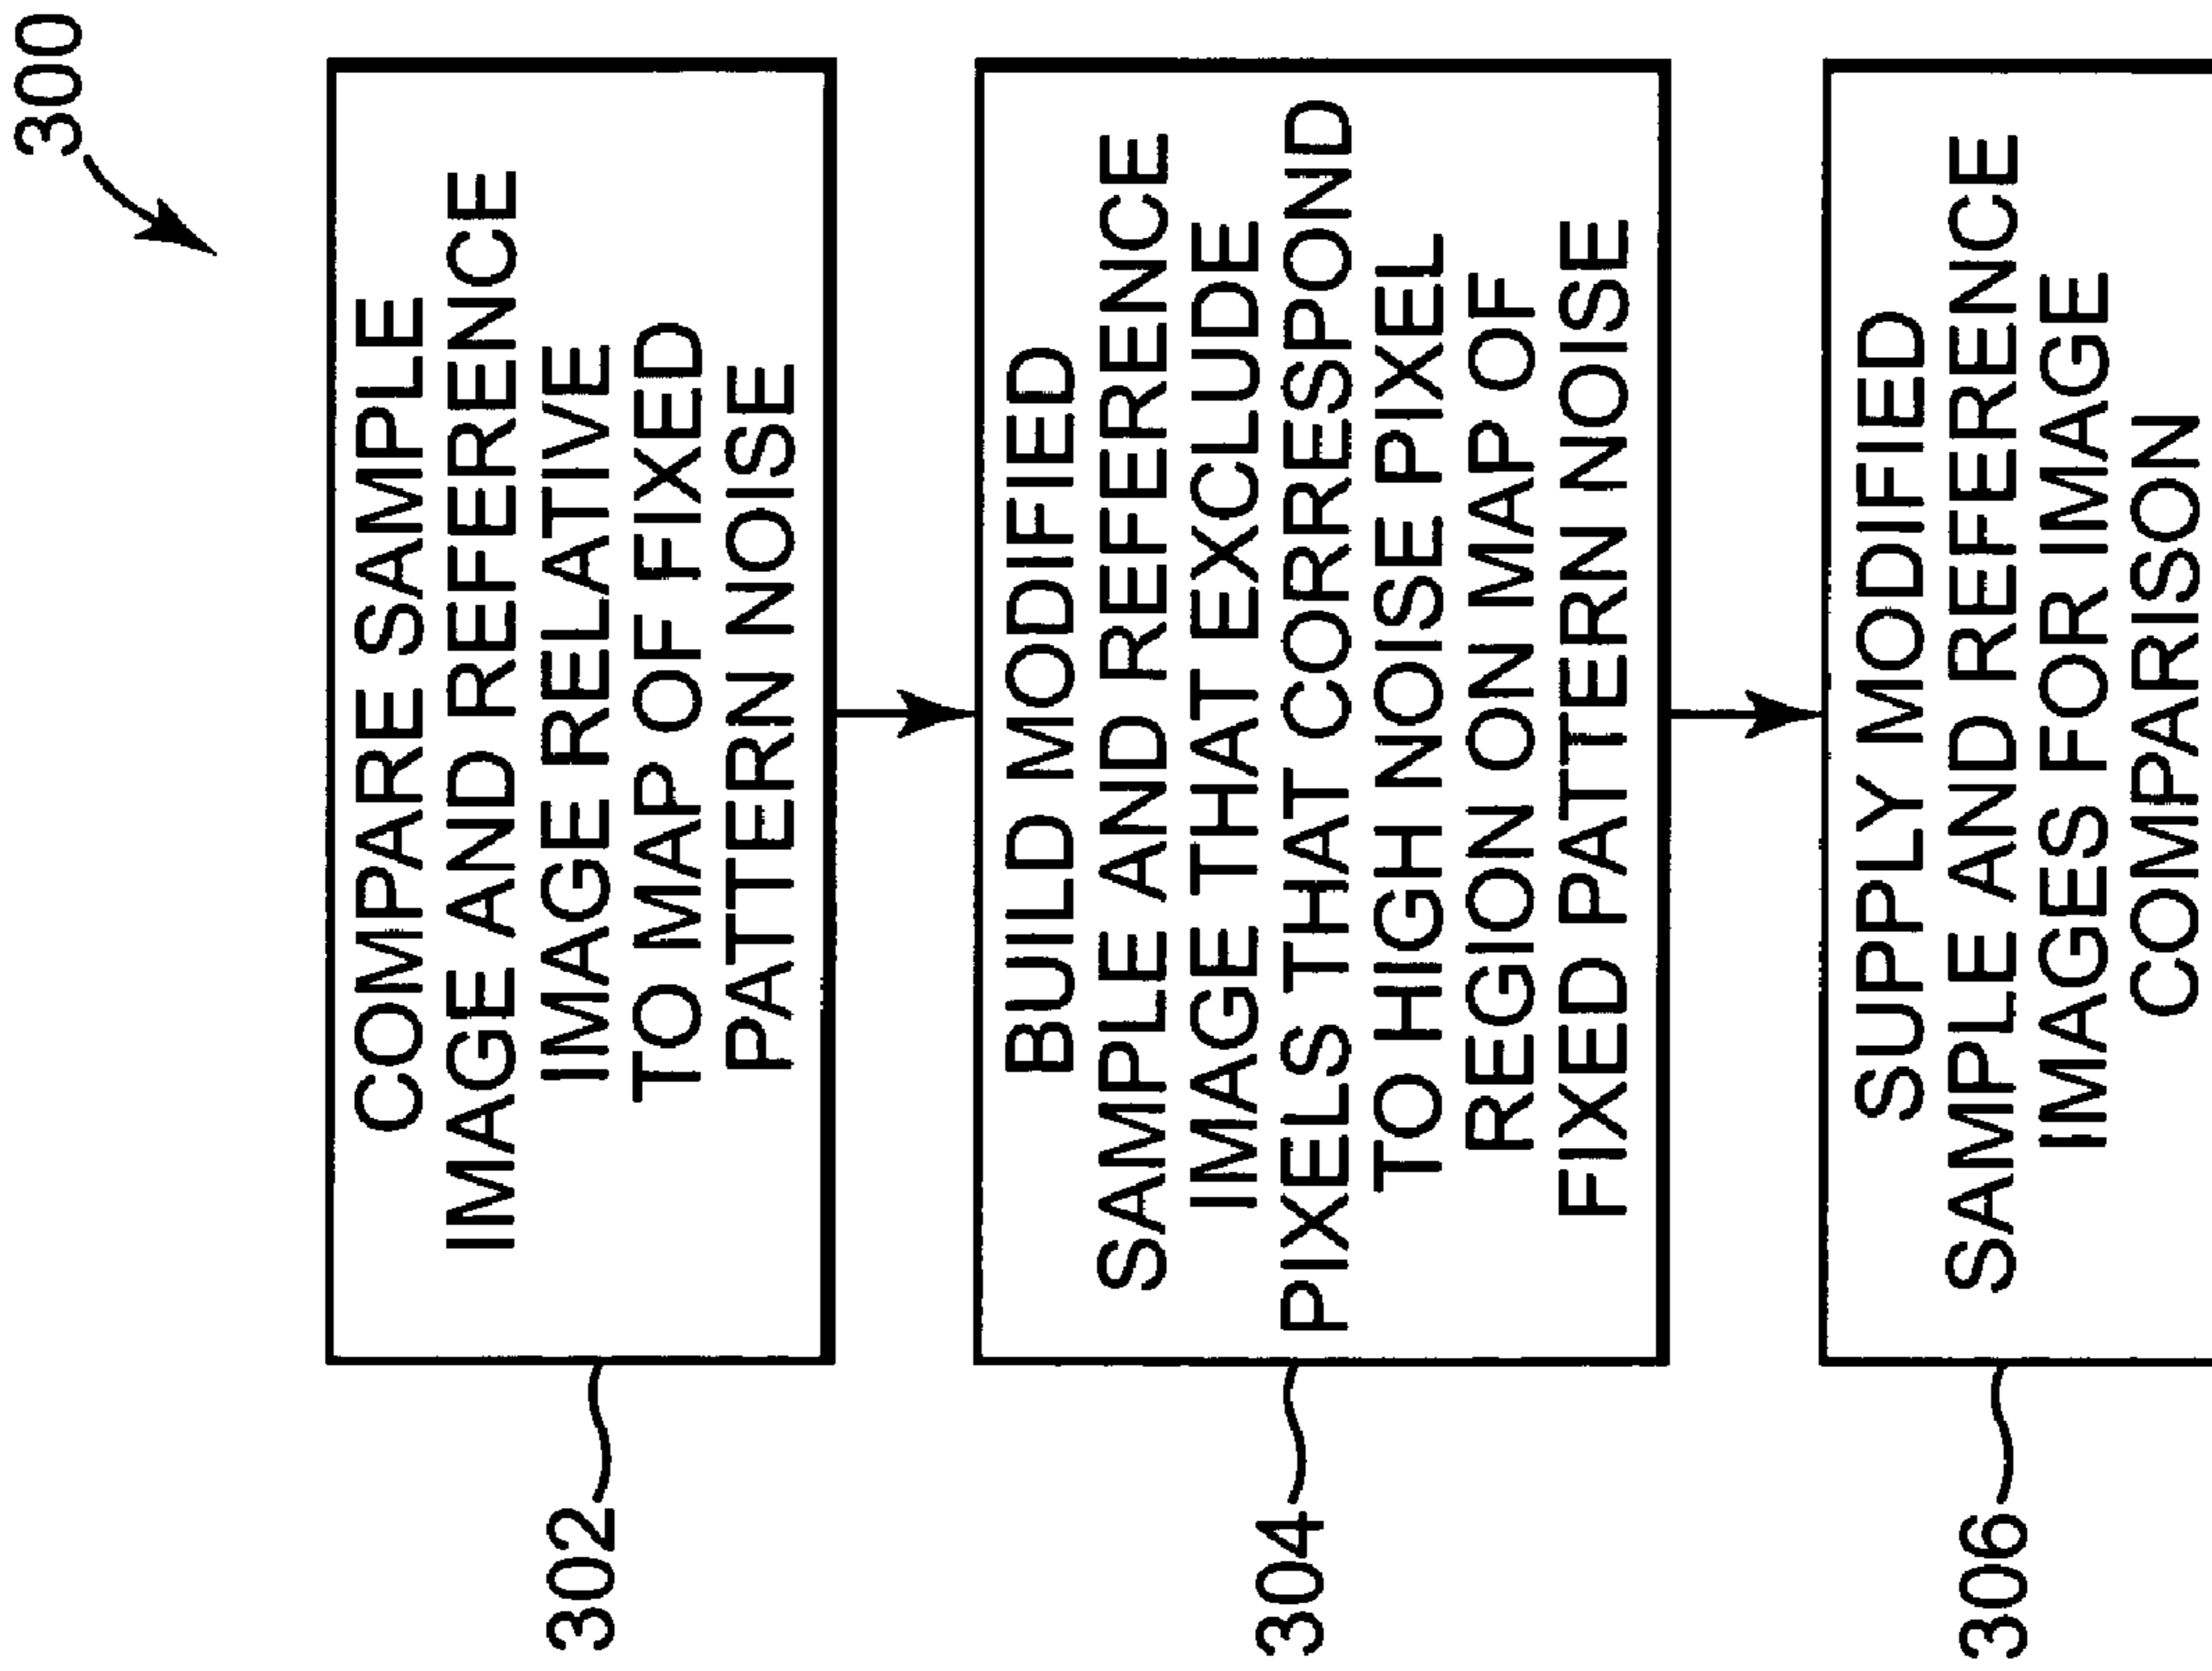 300
302
COMPARE SAMPLE
IMAGE AND REFERENCE
IMAGE RELATIVE
TO MAP OF FIXED
PATTERN NOISE
304
BUILD MODIFIED
SAMPLE AND REFERENCE
IMAGE THAT EXCLUDE
PIXELS THAT CORRESPOND
TO HIGH NOISE PIXEL
REGION ON MAP OF
FIXED PATTERN NOISE
306
SUPPLY MODIFIED
SAMPLE AND REFERENCE
IMAGES FOR IMAGE
COMPARISON